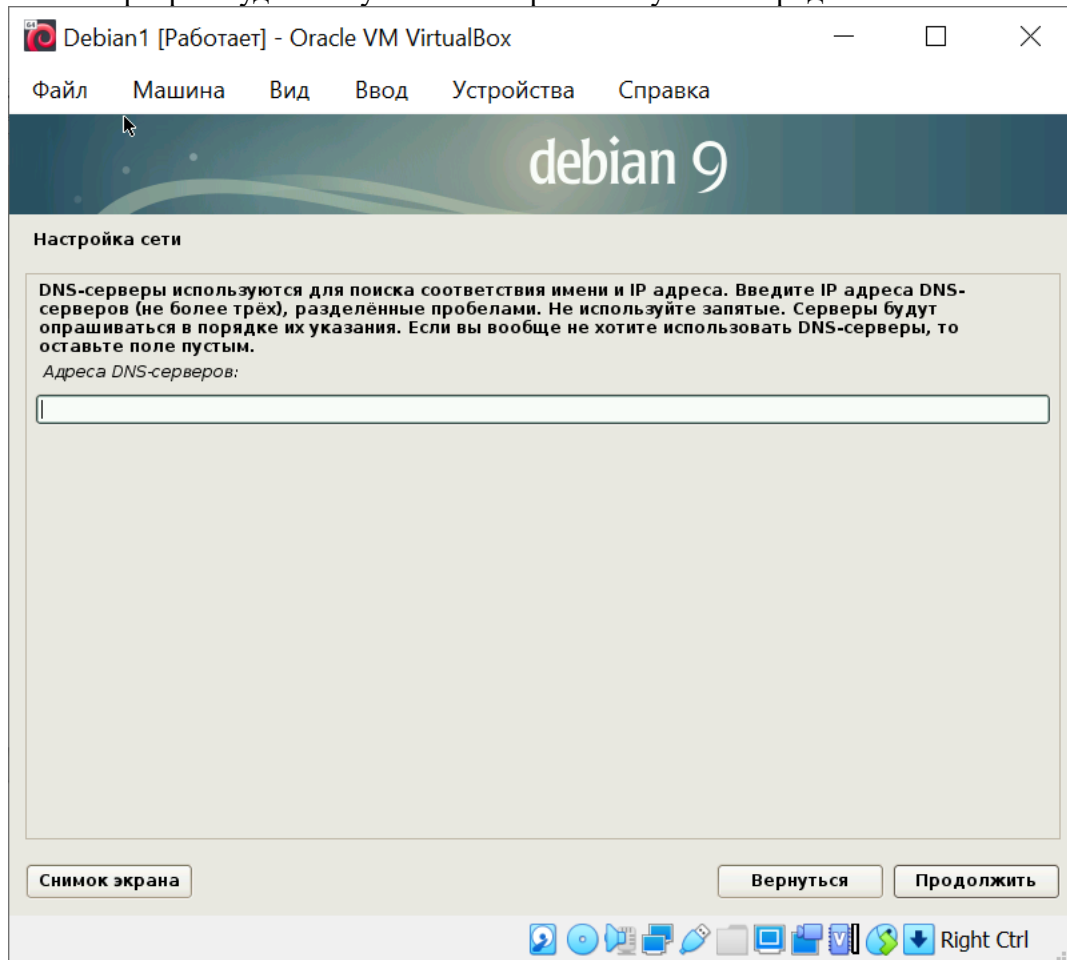 64
Debian1 [Работает] - Oracle VM VirtualBox
Файл Машина Вид Ввод Устройства Справка
debian 9
Настройка сети
DNS-серверы используются для поиска соответствия имени и IP адреса. Введите IP адреса DNS-
серверов (не более трёх), разделённые пробелами. Не используйте запятые. Серверы будут
опрашиваться в порядке их указания. Если вы вообще не хотите использовать DNS-серверы, то
оставьте поле пустым.
Адреса DNS-серверов:
Снимок экрана Вернуться Продолжить
Right Ctrl